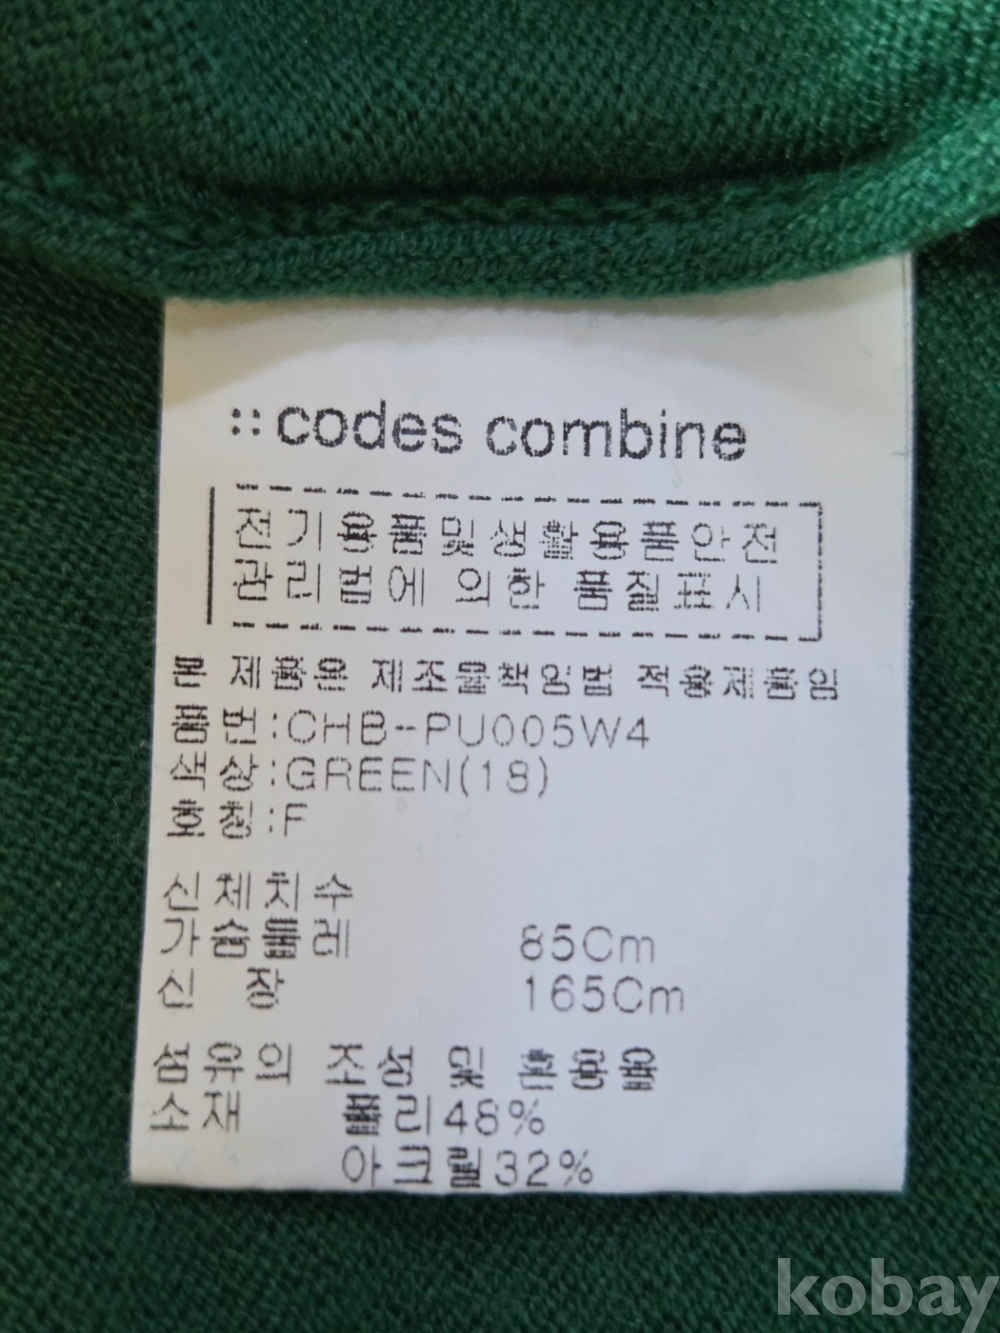 ::codes combine
전기용품및생활용품안전
관리법에 의한 품질표시
본 제품은 제조물책임법 적용제품임
품번:CHB-PU005W4
색상:GREEN(18)
호칭:F
신체치수
가슴둘레 85Cm
신 장 165Cm
섬유의 조성 및 혼용율
소재 폴리48%
아크릴32%
kobay